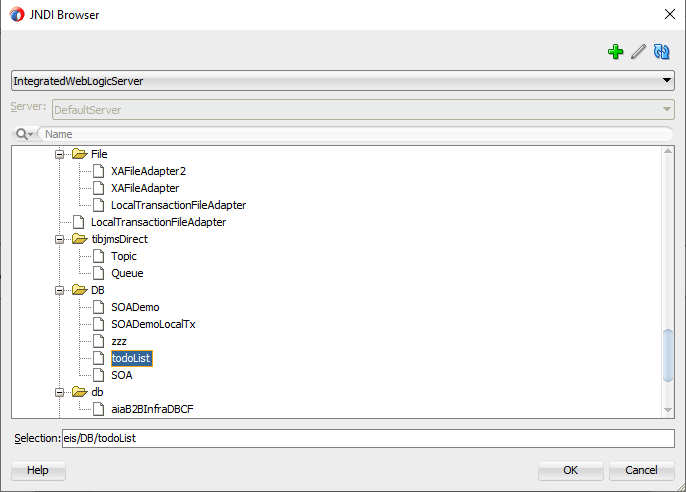 JNDI Browser
IntegratedWebLogicServer
Server: DefaultServer
Name
File
XAFileAdapter2
XAFileAdapter
LocalTransactionFileAdapter
LocalTransactionFileAdapter
tibjmsDirect
Topic
Queue
DB
SOADemo
SOADemoLocalTx
zzz
todoList
SOA
db
aiaB2BInfraDBCF
Selection: eis/DB/todoList
Help OK Cancel